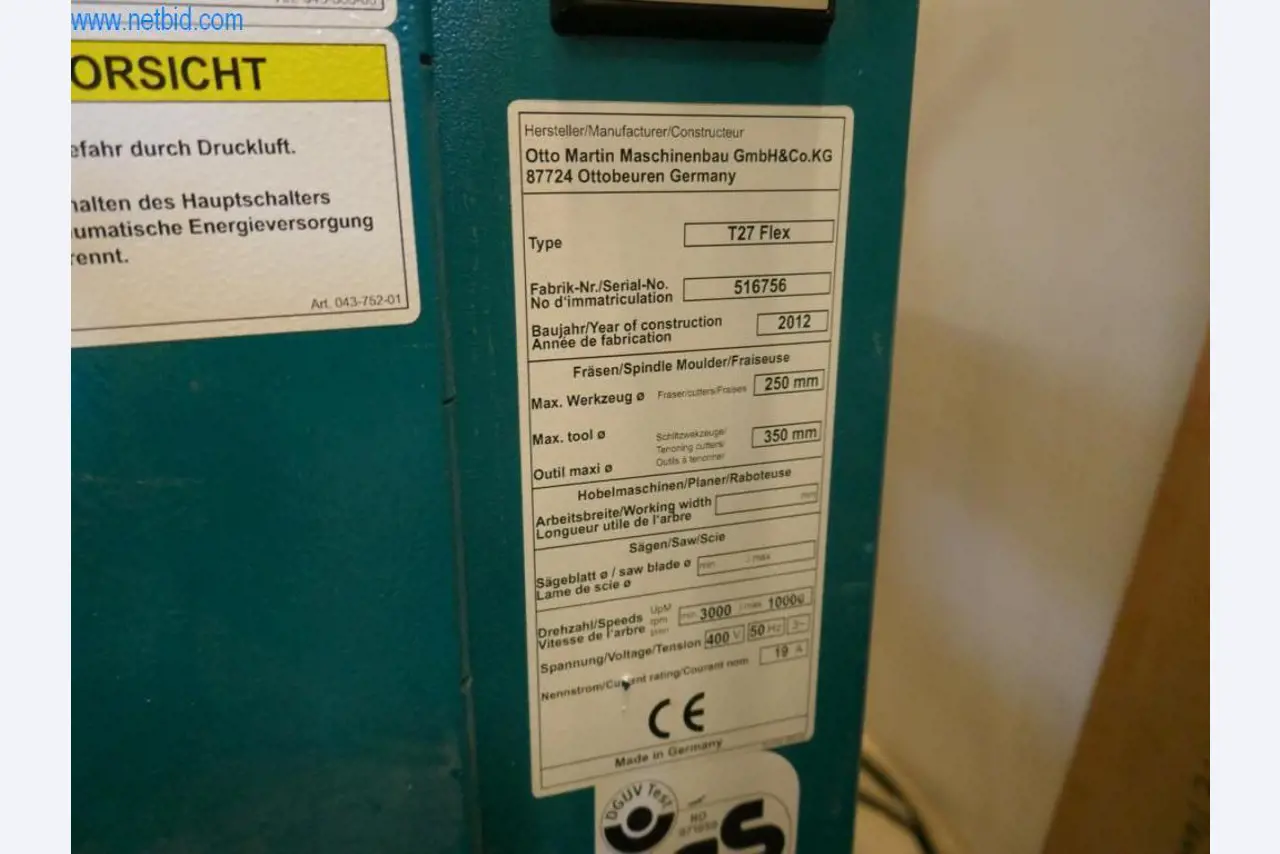 www.netbid.com
ORSICHT
efahr durch Druckluft.
halten des Hauptschalters
umatische Energieversorgung
rennt.
Art. 043-752-01
Hersteller/Manufacturer/Constructeur
Otto Martin Maschinenbau GmbH&Co.KG
87724 Ottobeuren Germany
Type T27 Flex
Fabrik-Nr./Serial-No. 516756
No d'immatriculation
Baujahr/Year of construction 2012
Année de fabrication
Fräsen/Spindle Moulder/Fraiseuse
Max. Werkzeug ø Fräser/cutters/Fraises 250 mm
Max. tool ø Schlitzwekzeuge/ 350 mm
Tenoning cutters/
Outil maxi ø Outils à tenonner
Hobelmaschinen/Planer/Raboteuse
Arbeitsbreite/Working width mm
Longueur utile de l'arbre
Sägen/Saw/Scie
Sägeblatt ø / saw blade ø min / max
Lame de scie ø
Drehzahl/Speeds UpM min 3000 / max 10000
rpm
Vitesse de l'arbre
Spannung/Voltage/Tension 400 V 50 Hz 3~
Nennstrom/Current rating/Courant nom 19 A
CE
Made in Germany
DGUV Test
S